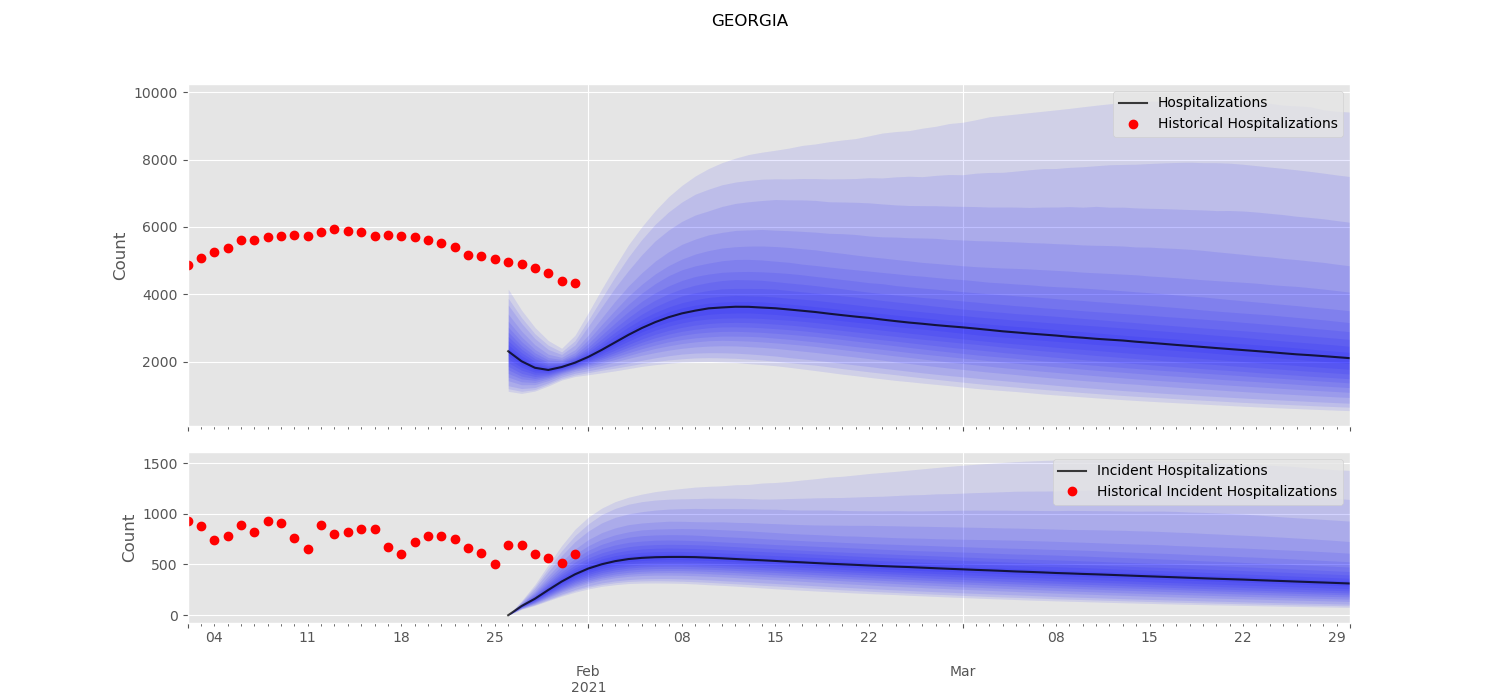 GEORGIA
10000
8000
6000
4000
2000
Count
Hospitalizations
Historical Hospitalizations
1500
1000
500
0
Count
Incident Hospitalizations
Historical Incident Hospitalizations
04 11 18 25 08 15 22 08 15 22 29
Feb Mar
2021